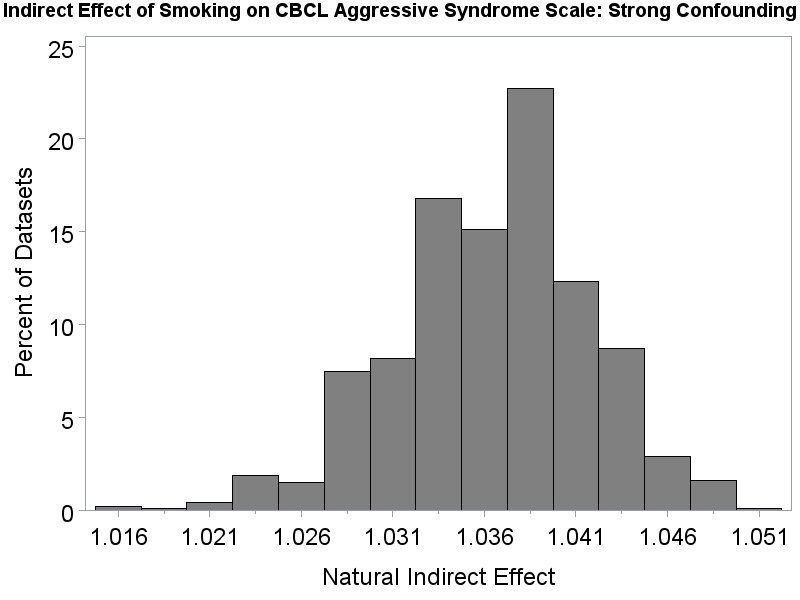 Indirect Effect of Smoking on CBCL Aggressive Syndrome Scale: Strong Confounding
25
20
15
10
5
0
Percent of Datasets
1.016 1.021 1.026 1.031 1.036 1.041 1.046 1.051
Natural Indirect Effect